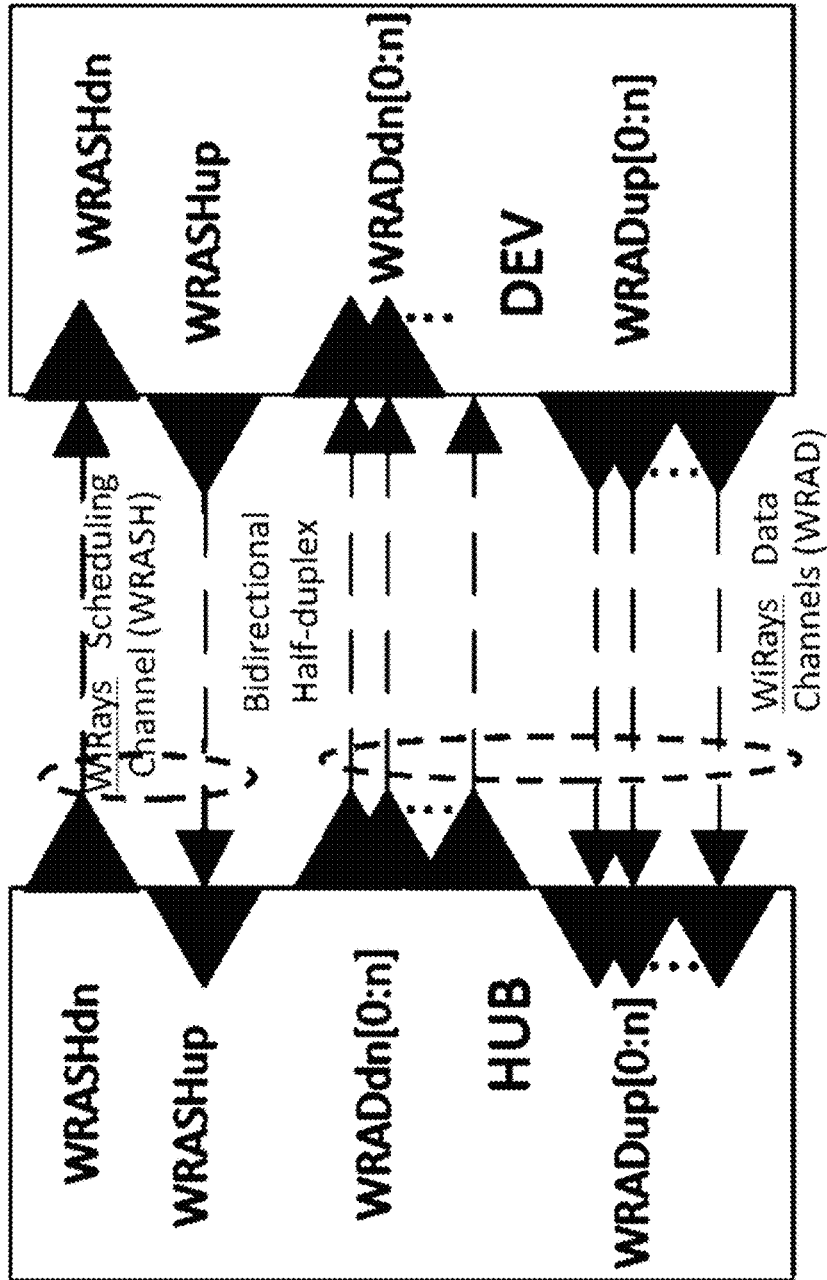 WRASHdn
WRASHup
WRADdn[0:n]
HUB
WRADup[0:n]
WiRays Scheduling
Channel (WRASH)
Bidirectional
Half-duplex
WiRays Data
Channels (WRAD)
WRASHdn
WRASHup
WRADdn[0:n]
DEV
WRADup[0:n]